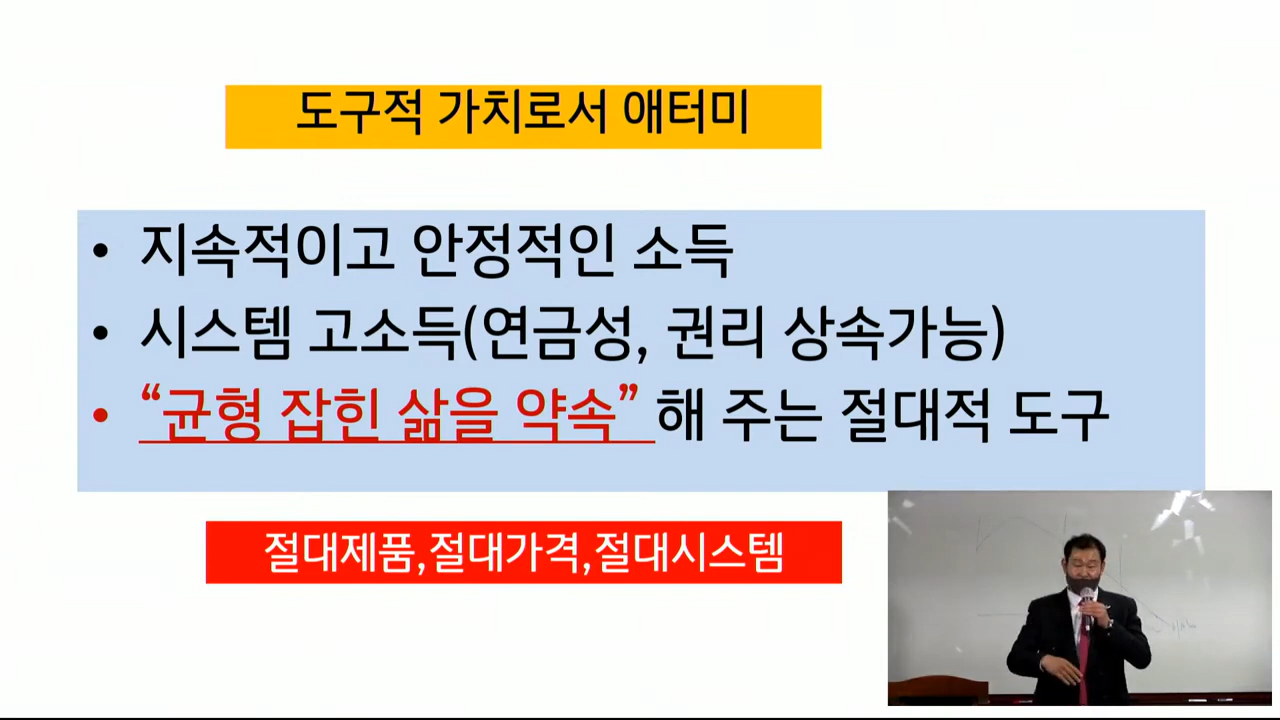 도구적 가치로서 애터미
• 지속적이고 안정적인 소득
• 시스템 고소득(연금성, 권리 상속가능)
• “균형 잡힌 삶을 약속” 해 주는 절대적 도구
절대제품,절대가격,절대시스템